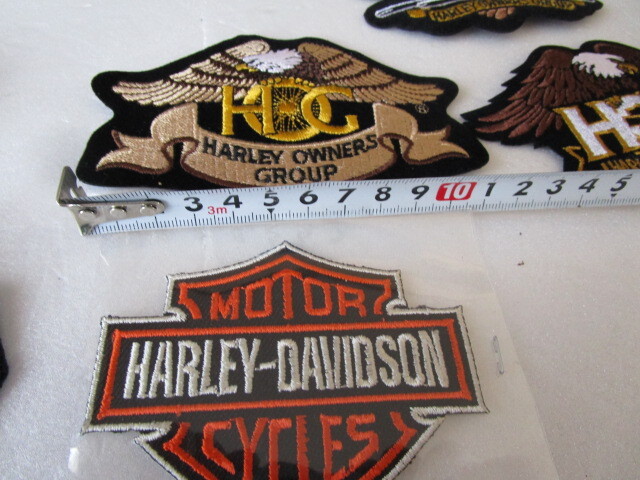 HOG
®
HARLEY OWNERS
GROUP
3 3m 4 5 6 7 8 9 10 1 2 3 4 5
MOTOR
HARLEY-DAVIDSON
CYCLES